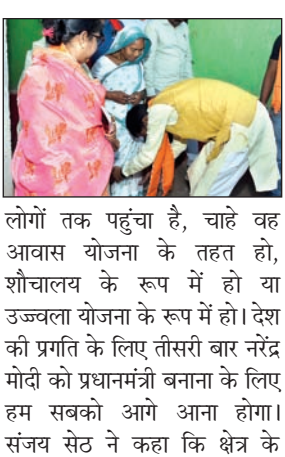 लोगों तक पहुंचा है, चाहे वह
आवास योजना के तहत हो,
शौचालय के रूप में हो या
उज्ज्वला योजना के रूप में हो। देश
की प्रगति के लिए तीसरी बार नरेंद्र
मोदी को प्रधानमंत्री बनाना के लिए
हम सबको आगे आना होगा।
संजय सेठ ने कहा कि क्षेत्र के